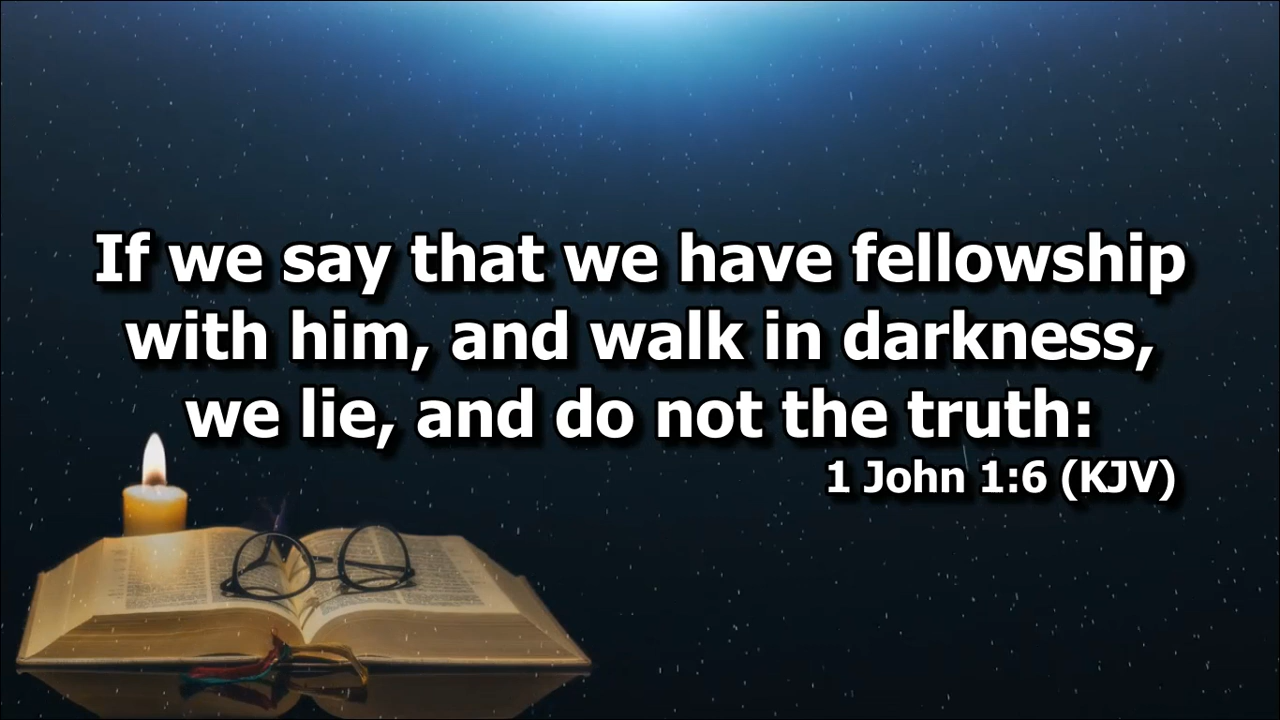 If we say that we have fellowship
with him, and walk in darkness,
we lie, and do not the truth:
1 John 1:6 (KJV)